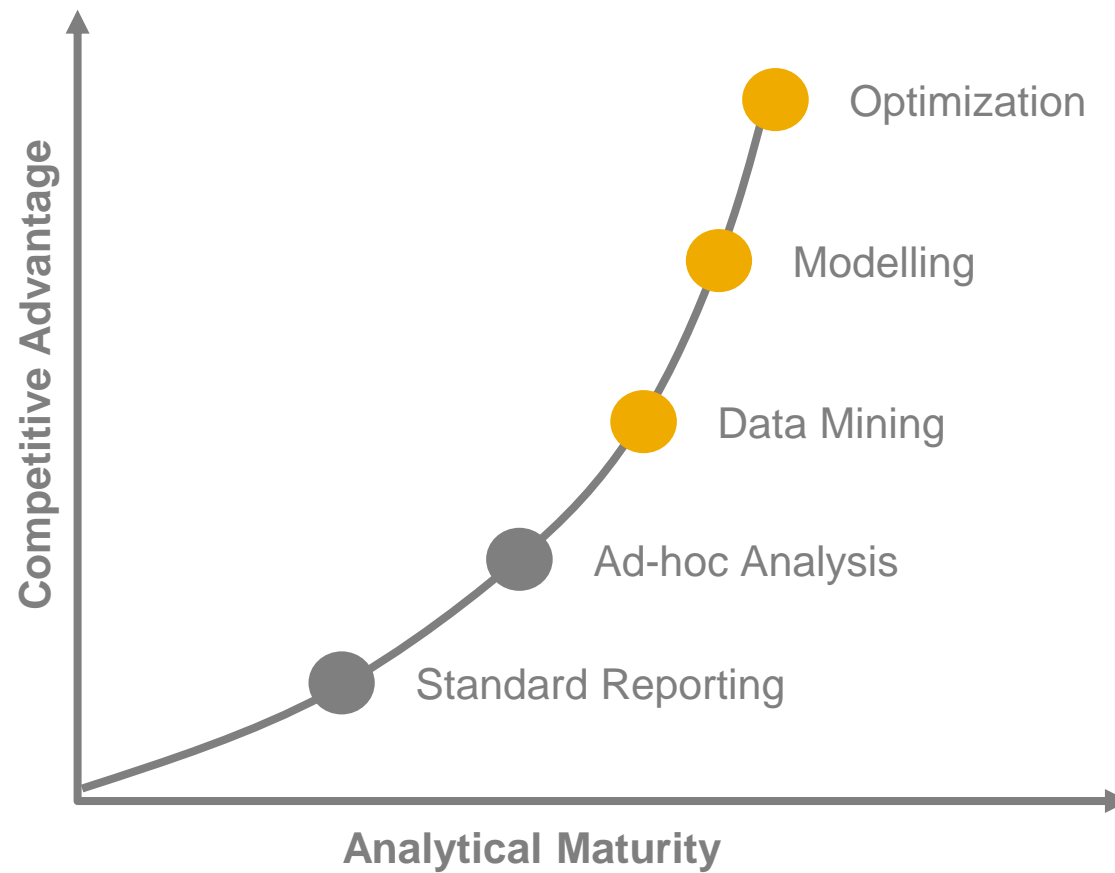 Optimization
Modelling
Data Mining
Ad-hoc Analysis
Standard Reporting
Competitive Advantage
Analytical Maturity